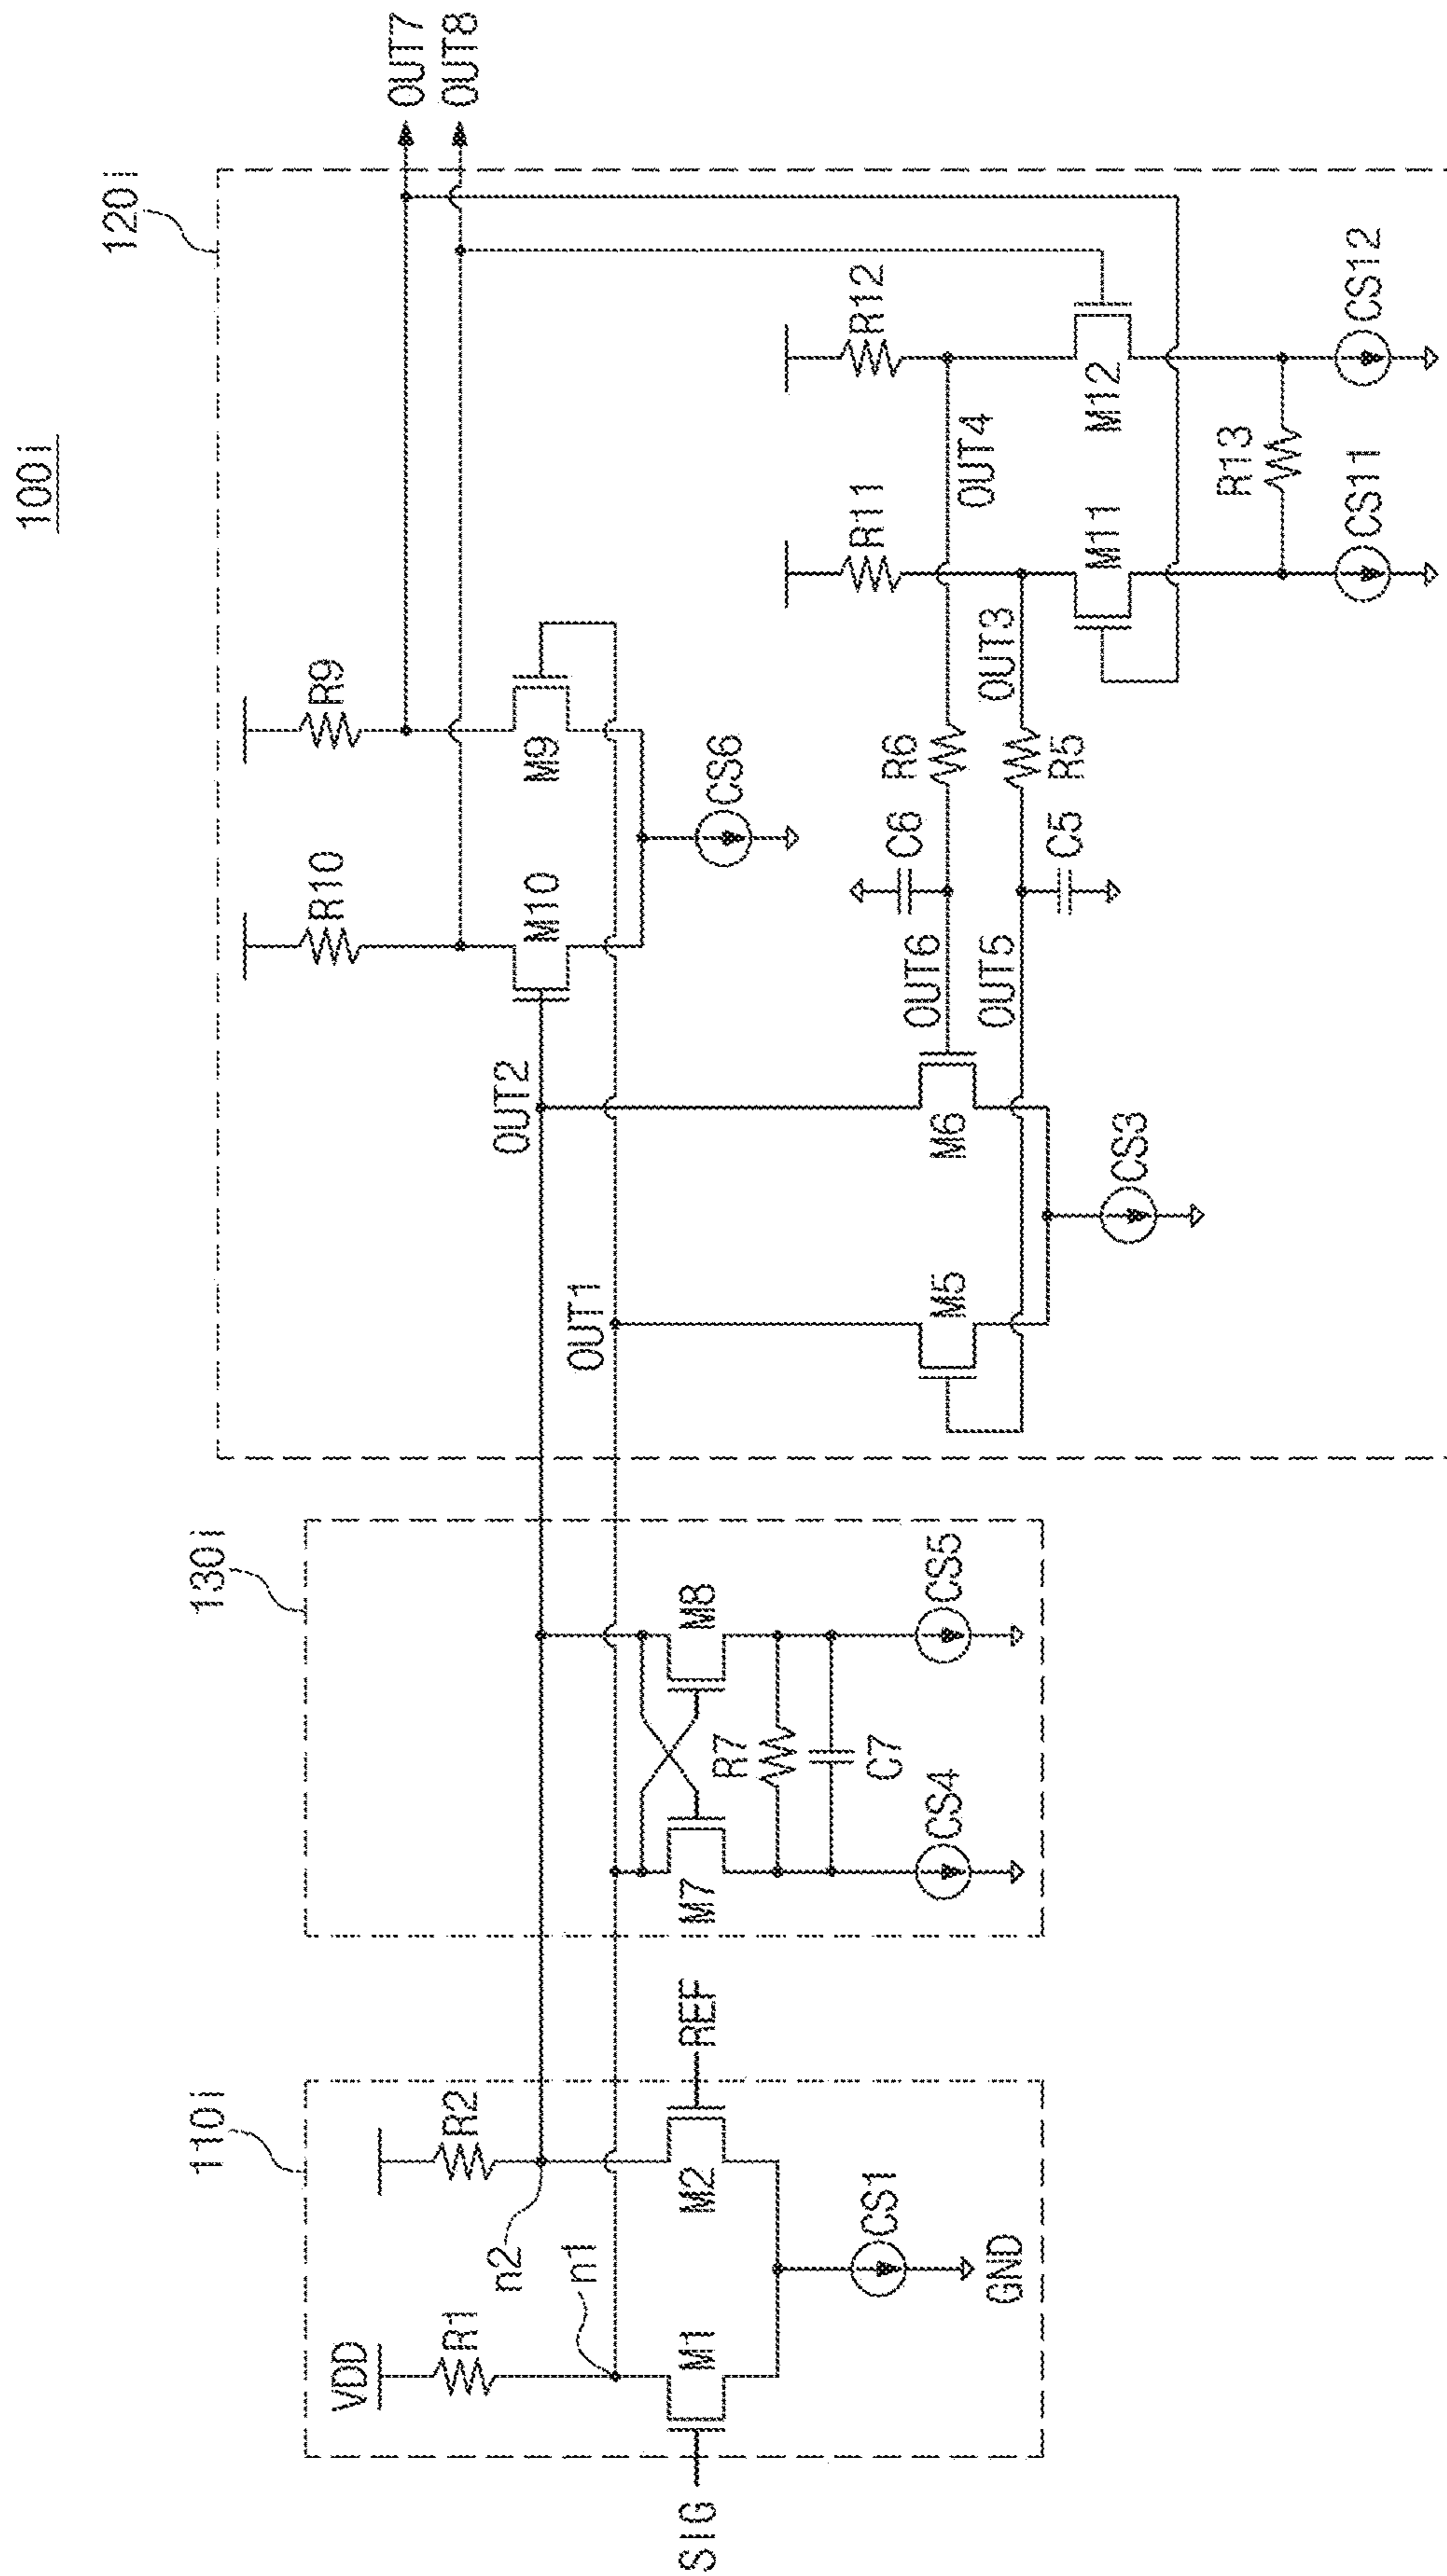 100i
110i
VDD
R1
R2
n2
n1
SIG
M1
M2
REF
CS1
GND
130i
M7
M8
R7
C7
CS4
CS5
120i
OUT2
OUT1
R10
R9
M10
M9
CS6
OUT7
OUT8
M5
M6
CS3
OUT6
OUT5
C6
C5
R6
R5
OUT3
OUT4
R11
R12
M11
M12
R13
CS11
CS12